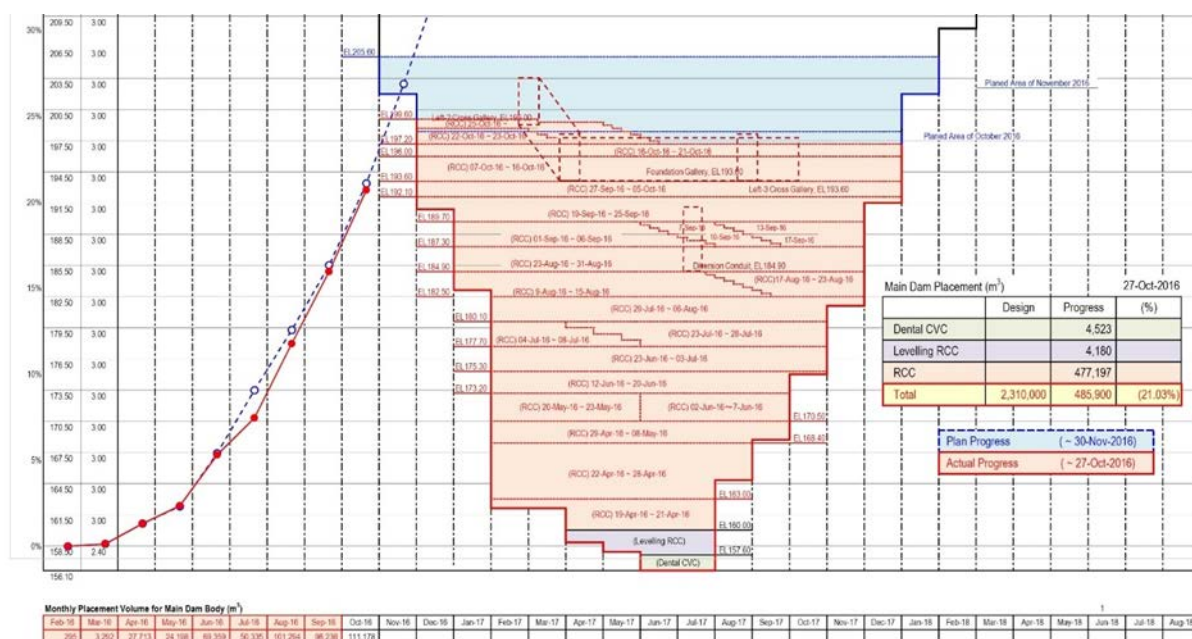 30%
209.50 3.00
206.50 3.00
EL205.60
203.50 3.00
Planed Area of November 2016
25%
200.50 3.00
EL199.60
Left-2 Cross Gallery, EL199.00
(RCC) 22-Oct-16 ~ 23-Oct-16
EL197.20
Planed Area of October 2016
197.50 3.00
EL196.00
(RCC) 16-Oct-16 ~ 21-Oct-16
(RCC) 07-Oct-16 ~ 16-Oct-16
Foundation Gallery, EL193.60
194.50 3.00
EL193.60
(RCC) 27-Sep-16 ~ 05-Oct-16
Left-3 Cross Gallery, EL193.60
EL192.10
20%
191.50 3.00
(RCC) 19-Sep-16 ~ 25-Sep-16
EL189.70
13-Sep-16
188.50 3.00
(RCC) 01-Sep-16 ~ 06-Sep-16
10-Sep-16
17-Sep-16
EL187.30
185.50 3.00
EL184.90
(RCC) 23-Aug-16 ~ 31-Aug-16
EL184.90
(RCC)17-Aug-16 ~ 23-Aug-16
15%
182.50 3.00
EL182.50
(RCC) 9-Aug-16 ~ 15-Aug-16
(RCC) 29-Jul-16 ~ 06-Aug-16
EL180.10
179.50 3.00
(RCC) 04-Jul-16 ~ 08-Jul-16
(RCC) 23-Jul-16 ~ 28-Jul-16
EL177.70
(RCC) 23-Jun-16 ~ 03-Jul-16
176.50 3.00
EL175.30
10%
(RCC) 12-Jun-16 ~ 20-Jun-16
173.50 3.00
EL173.20
(RCC) 20-May-16 ~ 23-May-16
(RCC) 02-Jun-16~7-Jun-16
EL170.50
170.50 3.00
(RCC) 29-Apr-16 ~ 08-May-16
EL168.40
5%
167.50 3.00
(RCC) 22-Apr-16 ~ 28-Apr-16
164.50 3.00
EL163.00
(RCC) 19-Apr-16 ~ 21-Apr-16
161.50 3.00
EL160.00
(Levelling RCC)
0%
158.50 2.40
EL157.60
(Dental CVC)
156.10
Main Dam Placement (m³) 27-Oct-2016
Design Progress (%)
Dental CVC 4,523
Levelling RCC 4,180
RCC 477,197
Total 2,310,000 485,900 (21.03%)
Plan Progress ( ~ 30-Nov-2016)
Actual Progress ( ~ 27-Oct-2016)
Monthly Placement Volume for Main Dam Body (m³) 1
Feb-16 Mar-16 Apr-16 May-16 Jun-16 Jul-16 Aug-16 Sep-16 Oct-16 Nov-16 Dec-16 Jan-17 Feb-17 Mar-17 Apr-17 May-17 Jun-17 Jul-17 Aug-17 Sep-17 Oct-17 Nov-17 Dec-17 Jan-18 Feb-18 Mar-18 Apr-18 May-18 Jun-18 Jul-18 Aug-18
295 3,292 27,713 24,198 69,359 50,335 101,294 98,236 111,178